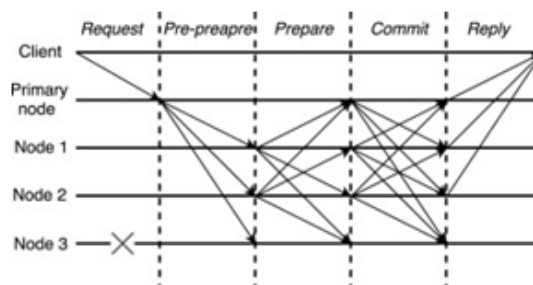 Request Pre-preapre Prepare Commit Reply
Client
Primary
node
Node 1
Node 2
Node 3